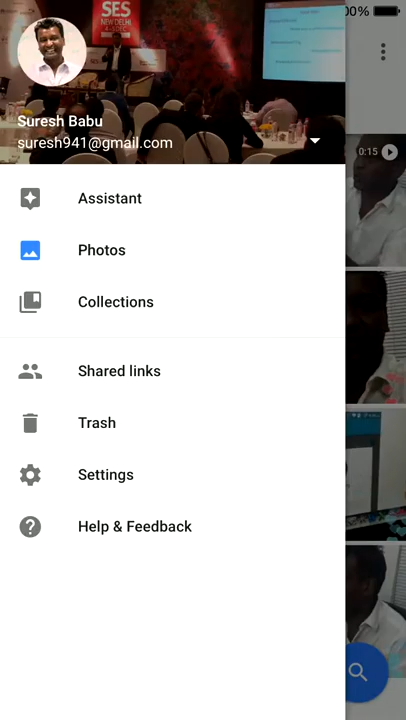 00%
SES
NEW DELHI
Suresh Babu
suresh941@gmail.com
0:15
Assistant
Photos
Collections
Shared links
Trash
Settings
Help & Feedback